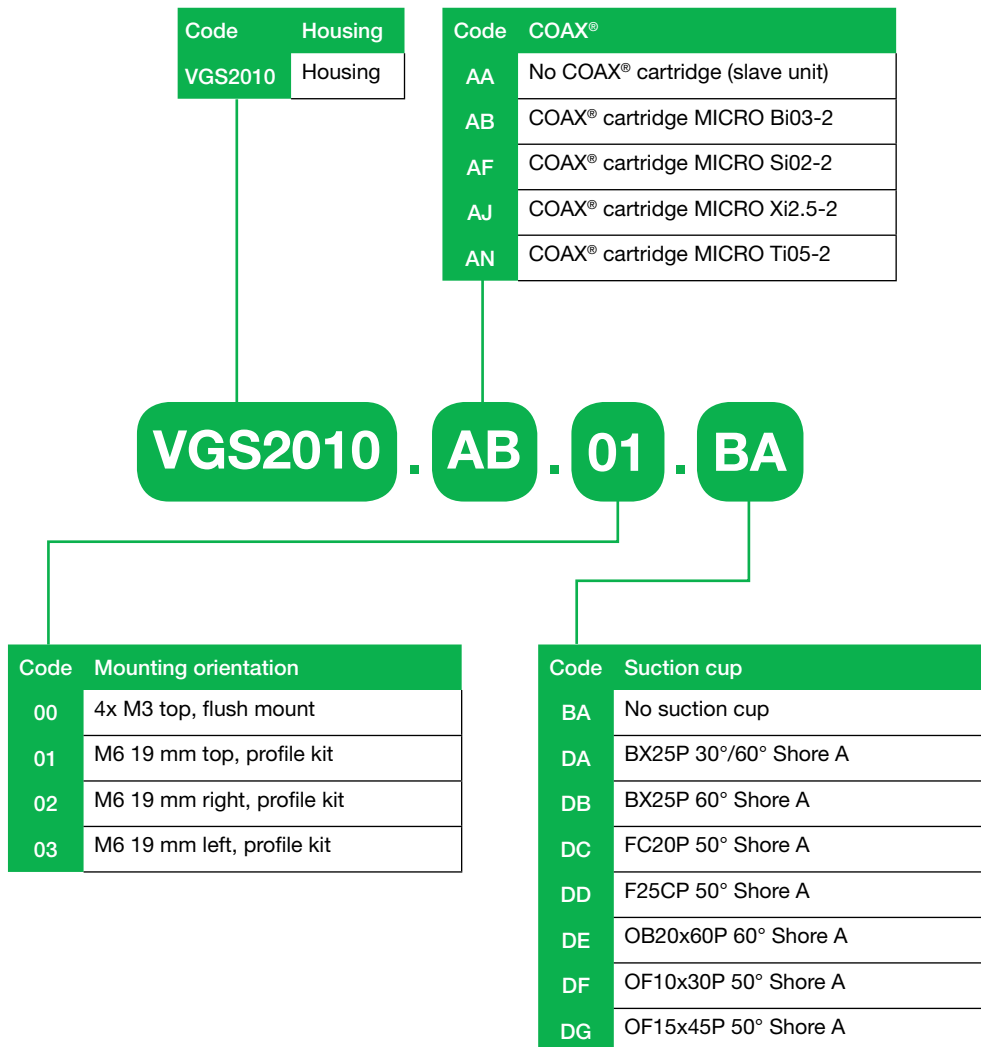 Code Housing
VGS2010 Housing
Code COAX®
AA No COAX® cartridge (slave unit)
AB COAX® cartridge MICRO Bi03-2
AF COAX® cartridge MICRO Si02-2
AJ COAX® cartridge MICRO Xi2.5-2
AN COAX® cartridge MICRO Ti05-2
VGS2010 . AB . 01 . BA
Code Mounting orientation
00 4x M3 top, flush mount
01 M6 19 mm top, profile kit
02 M6 19 mm right, profile kit
03 M6 19 mm left, profile kit
Code Suction cup
BA No suction cup
DA BX25P 30°/60° Shore A
DB BX25P 60° Shore A
DC FC20P 50° Shore A
DD F25CP 50° Shore A
DE OB20x60P 60° Shore A
DF OF10x30P 50° Shore A
DG OF15x45P 50° Shore A